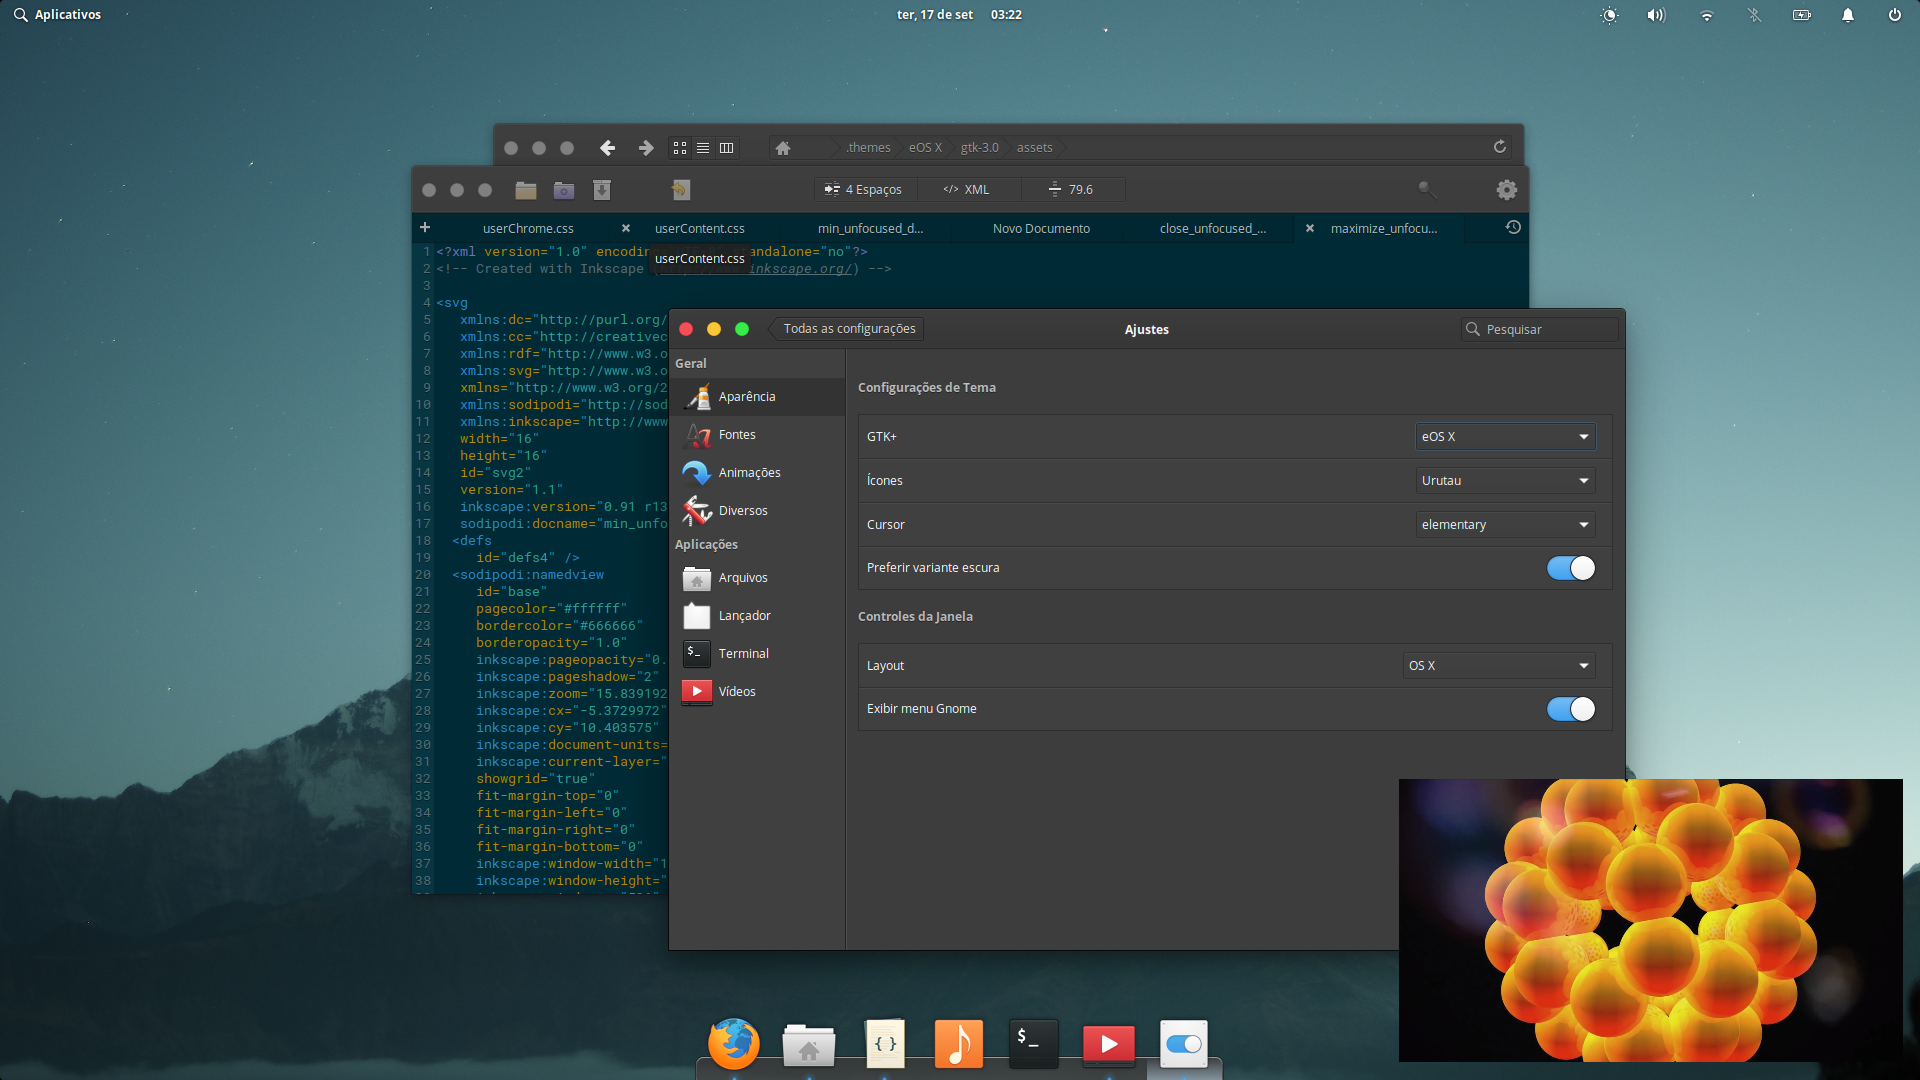 Aplicativos
ter, 17 de set 03:22
.themes eOS X gtk-3.0 assets
4 Espaços </> XML 79.6
+ userChrome.css × userContent.css min_unfocused_d... Novo Documento close_unfocused_... × maximize_unfocu...
userContent.css
1 <?xml version="1.0" encodin andalone="no"?>
2 <!-- Created with Inkscape inkscape.org/) -->
3
4 <svg
5 xmlns:dc="http://purl.org/
6 xmlns:cc="http://creativec
7 xmlns:rdf="http://www.w3.o
8 xmlns:svg="http://www.w3.o
9 xmlns="http://www.w3.org/2
10 xmlns:sodipodi="http://sod
11 xmlns:inkscape="http://www
12 width="16"
13 height="16"
14 id="svg2"
15 version="1.1"
16 inkscape:version="0.91 r13
17 sodipodi:docname="min_unfo
18 <defs
19 id="defs4" />
20 <sodipodi:namedview
21 id="base"
22 pagecolor="#ffffff"
23 bordercolor="#666666"
24 borderopacity="1.0"
25 inkscape:pageopacity="0.
26 inkscape:pageshadow="2"
27 inkscape:zoom="15.839192
28 inkscape:cx="-5.3729972"
29 inkscape:cy="10.403575"
30 inkscape:document-units=
31 inkscape:current-layer="
32 showgrid="true"
33 fit-margin-top="0"
34 fit-margin-left="0"
35 fit-margin-right="0"
36 fit-margin-bottom="0"
37 inkscape:window-width="1
38 inkscape:window-height="
Todas as configurações
Ajustes
Pesquisar
Geral
Aparência
Fontes
Animações
Diversos
Aplicações
Arquivos
Lançador
$_ Terminal
Vídeos
Configurações de Tema
GTK+ eOS X
Ícones Urutau
Cursor elementary
Preferir variante escura
Controles da Janela
Layout OS X
Exibir menu Gnome
{ } $_